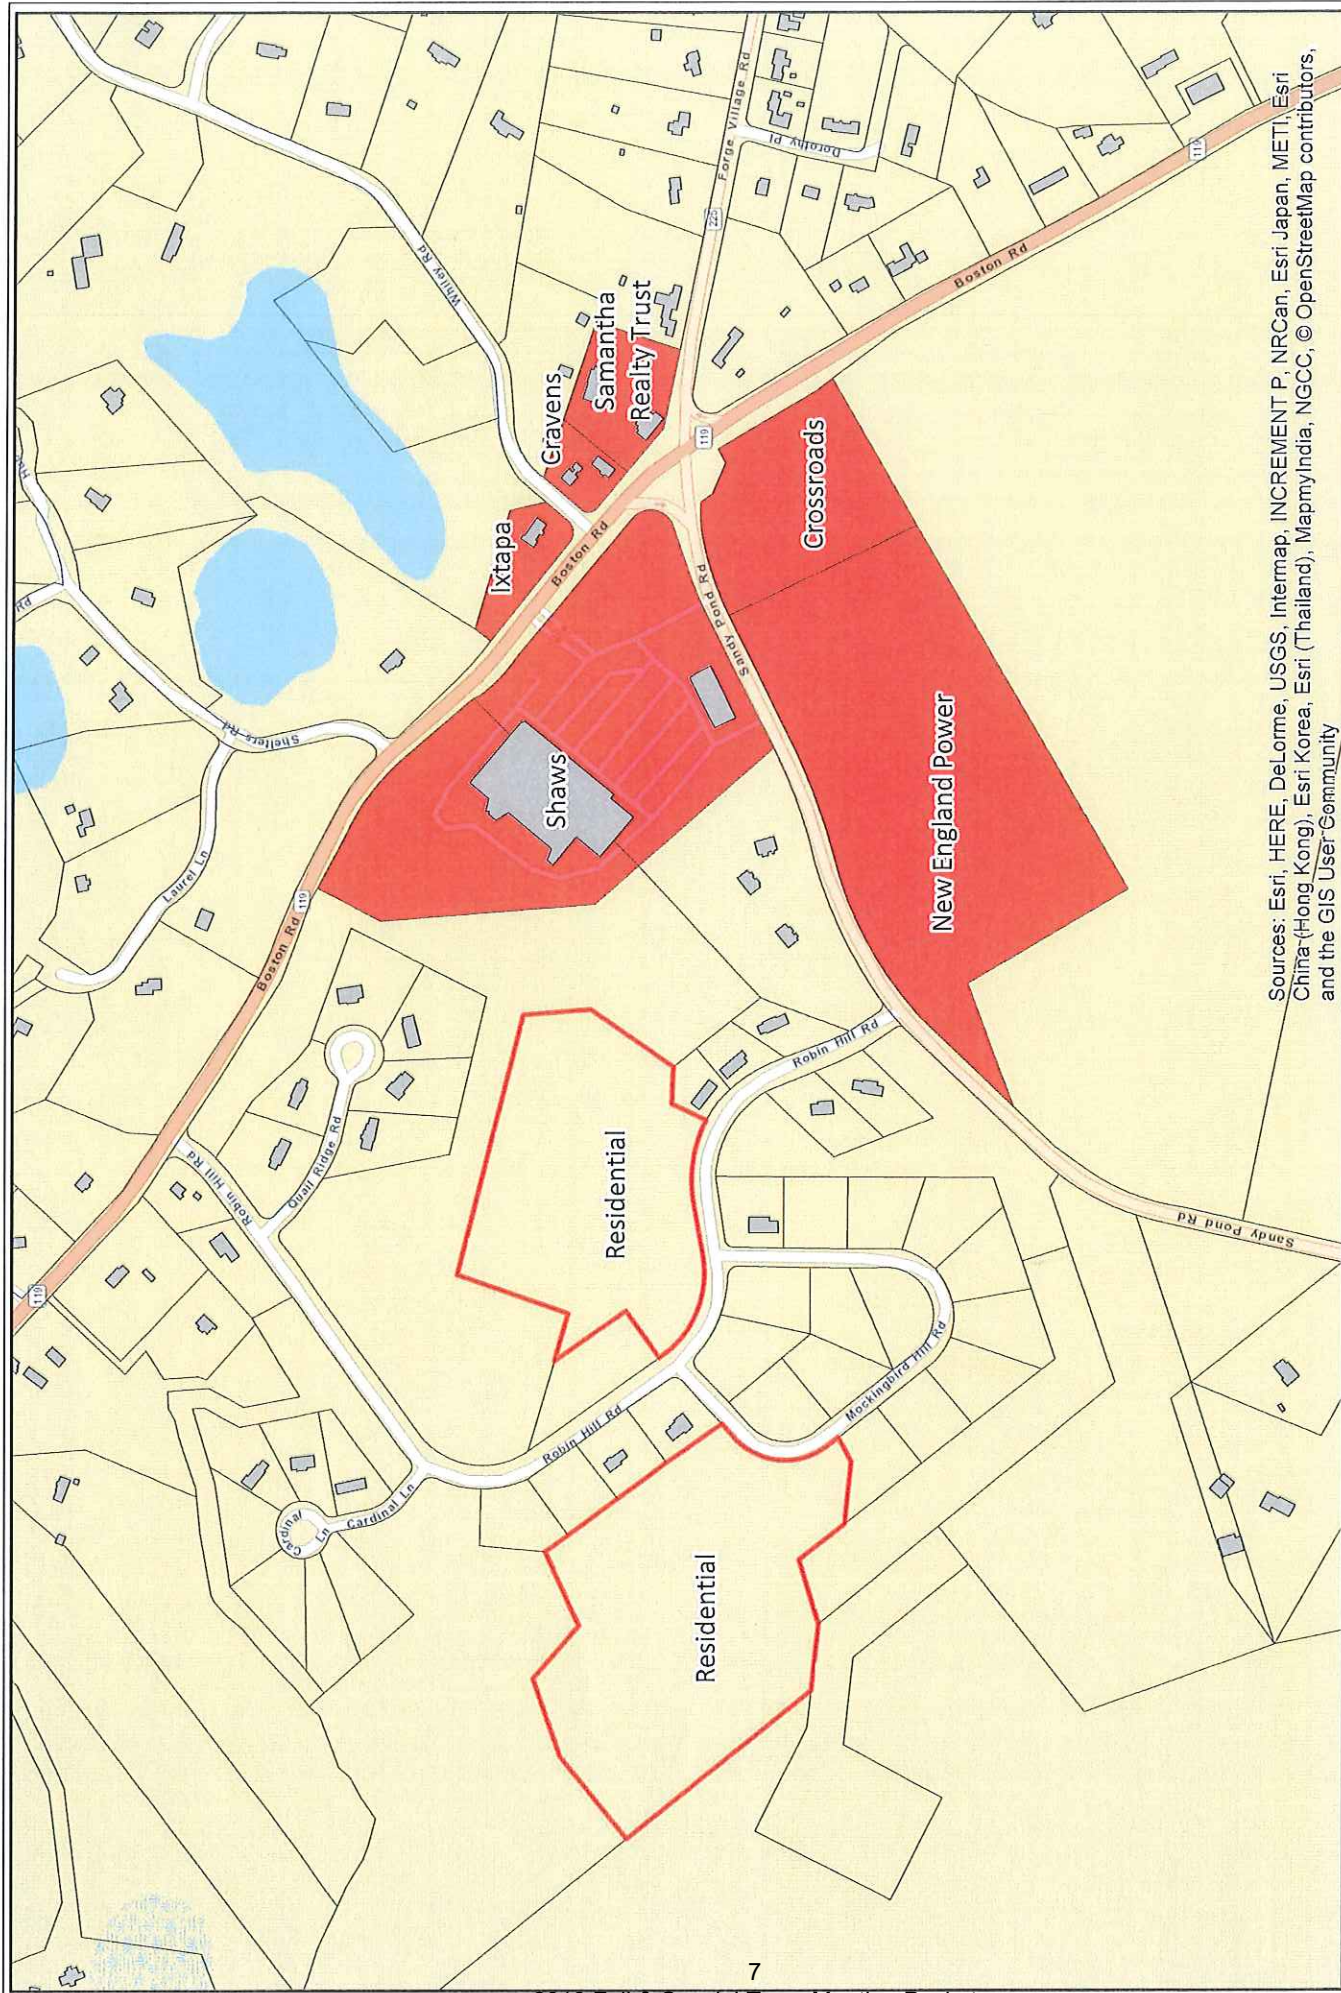 119
Boston Rd
Laurel Ln
Shelters Rd
Rd
Whiley Rd
Forge Village Rd
Dorothy Pl
225
119
Boston Rd
119
Samantha
Realty Trust
Cravens
Ixtapa
Boston Rd
119
Crossroads
Sandy Pond Rd
Shaws
New England Power
Robin Hill Rd
Quail Ridge Rd
Residential
Robin Hill Rd
Robin Hill Rd
Mockingbird Hill Rd
Cardinal
Ln
Cardinal Ln
Residential
Sandy Pond Rd
Sources: Esri, HERE, DeLorme, USGS, Intermap, INCREMENT P, NRCan, Esri Japan, METI, Esri
China (Hong Kong), Esri Korea, Esri (Thailand), MapmyIndia, NGCC, © OpenStreetMap contributors,
and the GIS User Community
7